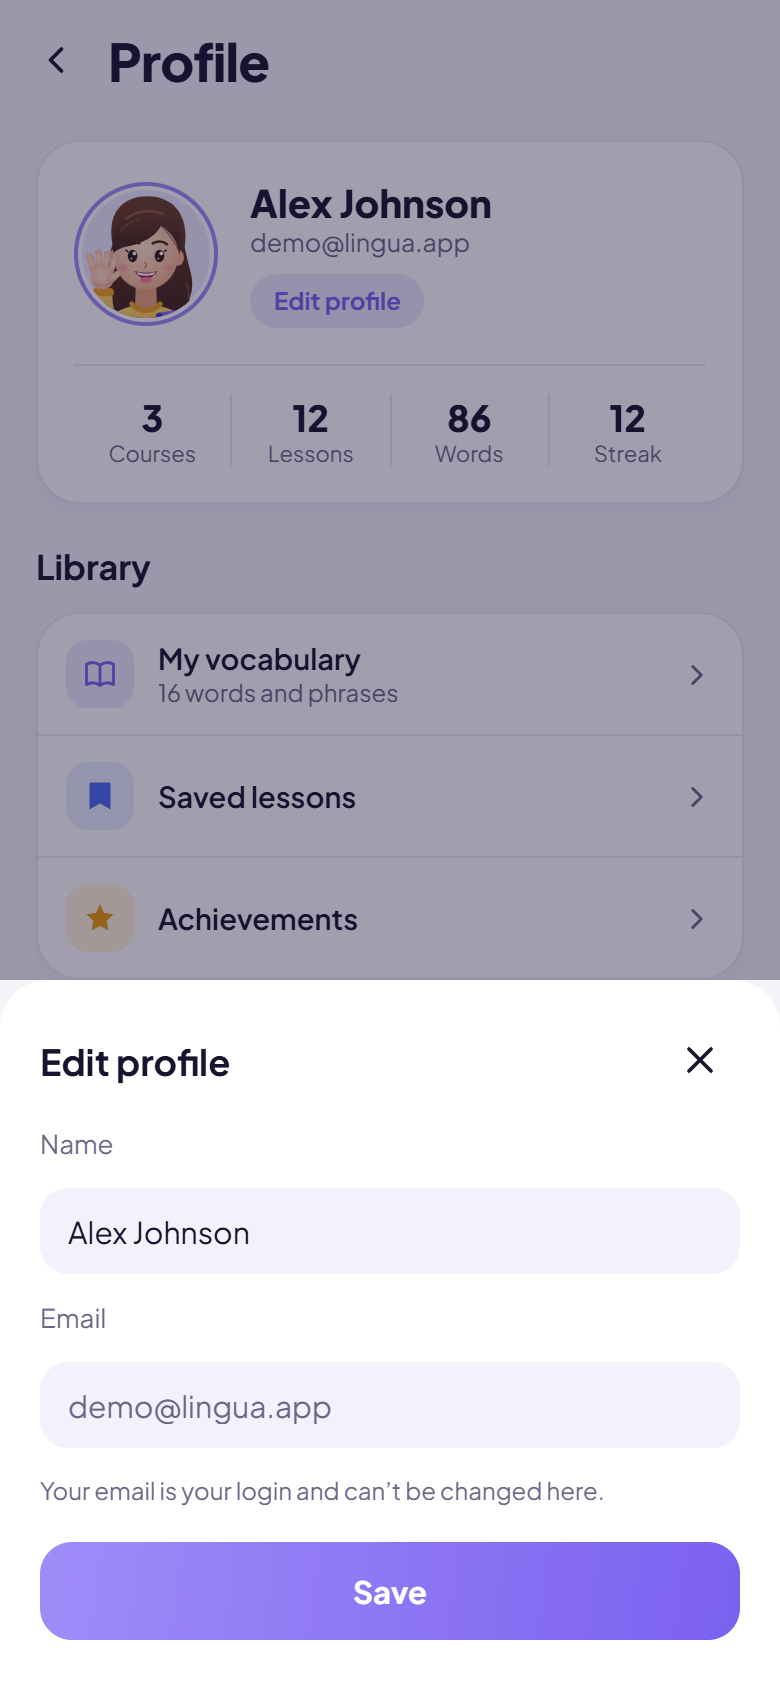 Profile
Alex Johnson
demo@lingua.app
Edit profile
3 12 86 12
Courses Lessons Words Streak
Library
My vocabulary
16 words and phrases
Saved lessons
Achievements
Edit profile
Name
Alex Johnson
Email
demo@lingua.app
Your email is your login and can’t be changed here.
Save